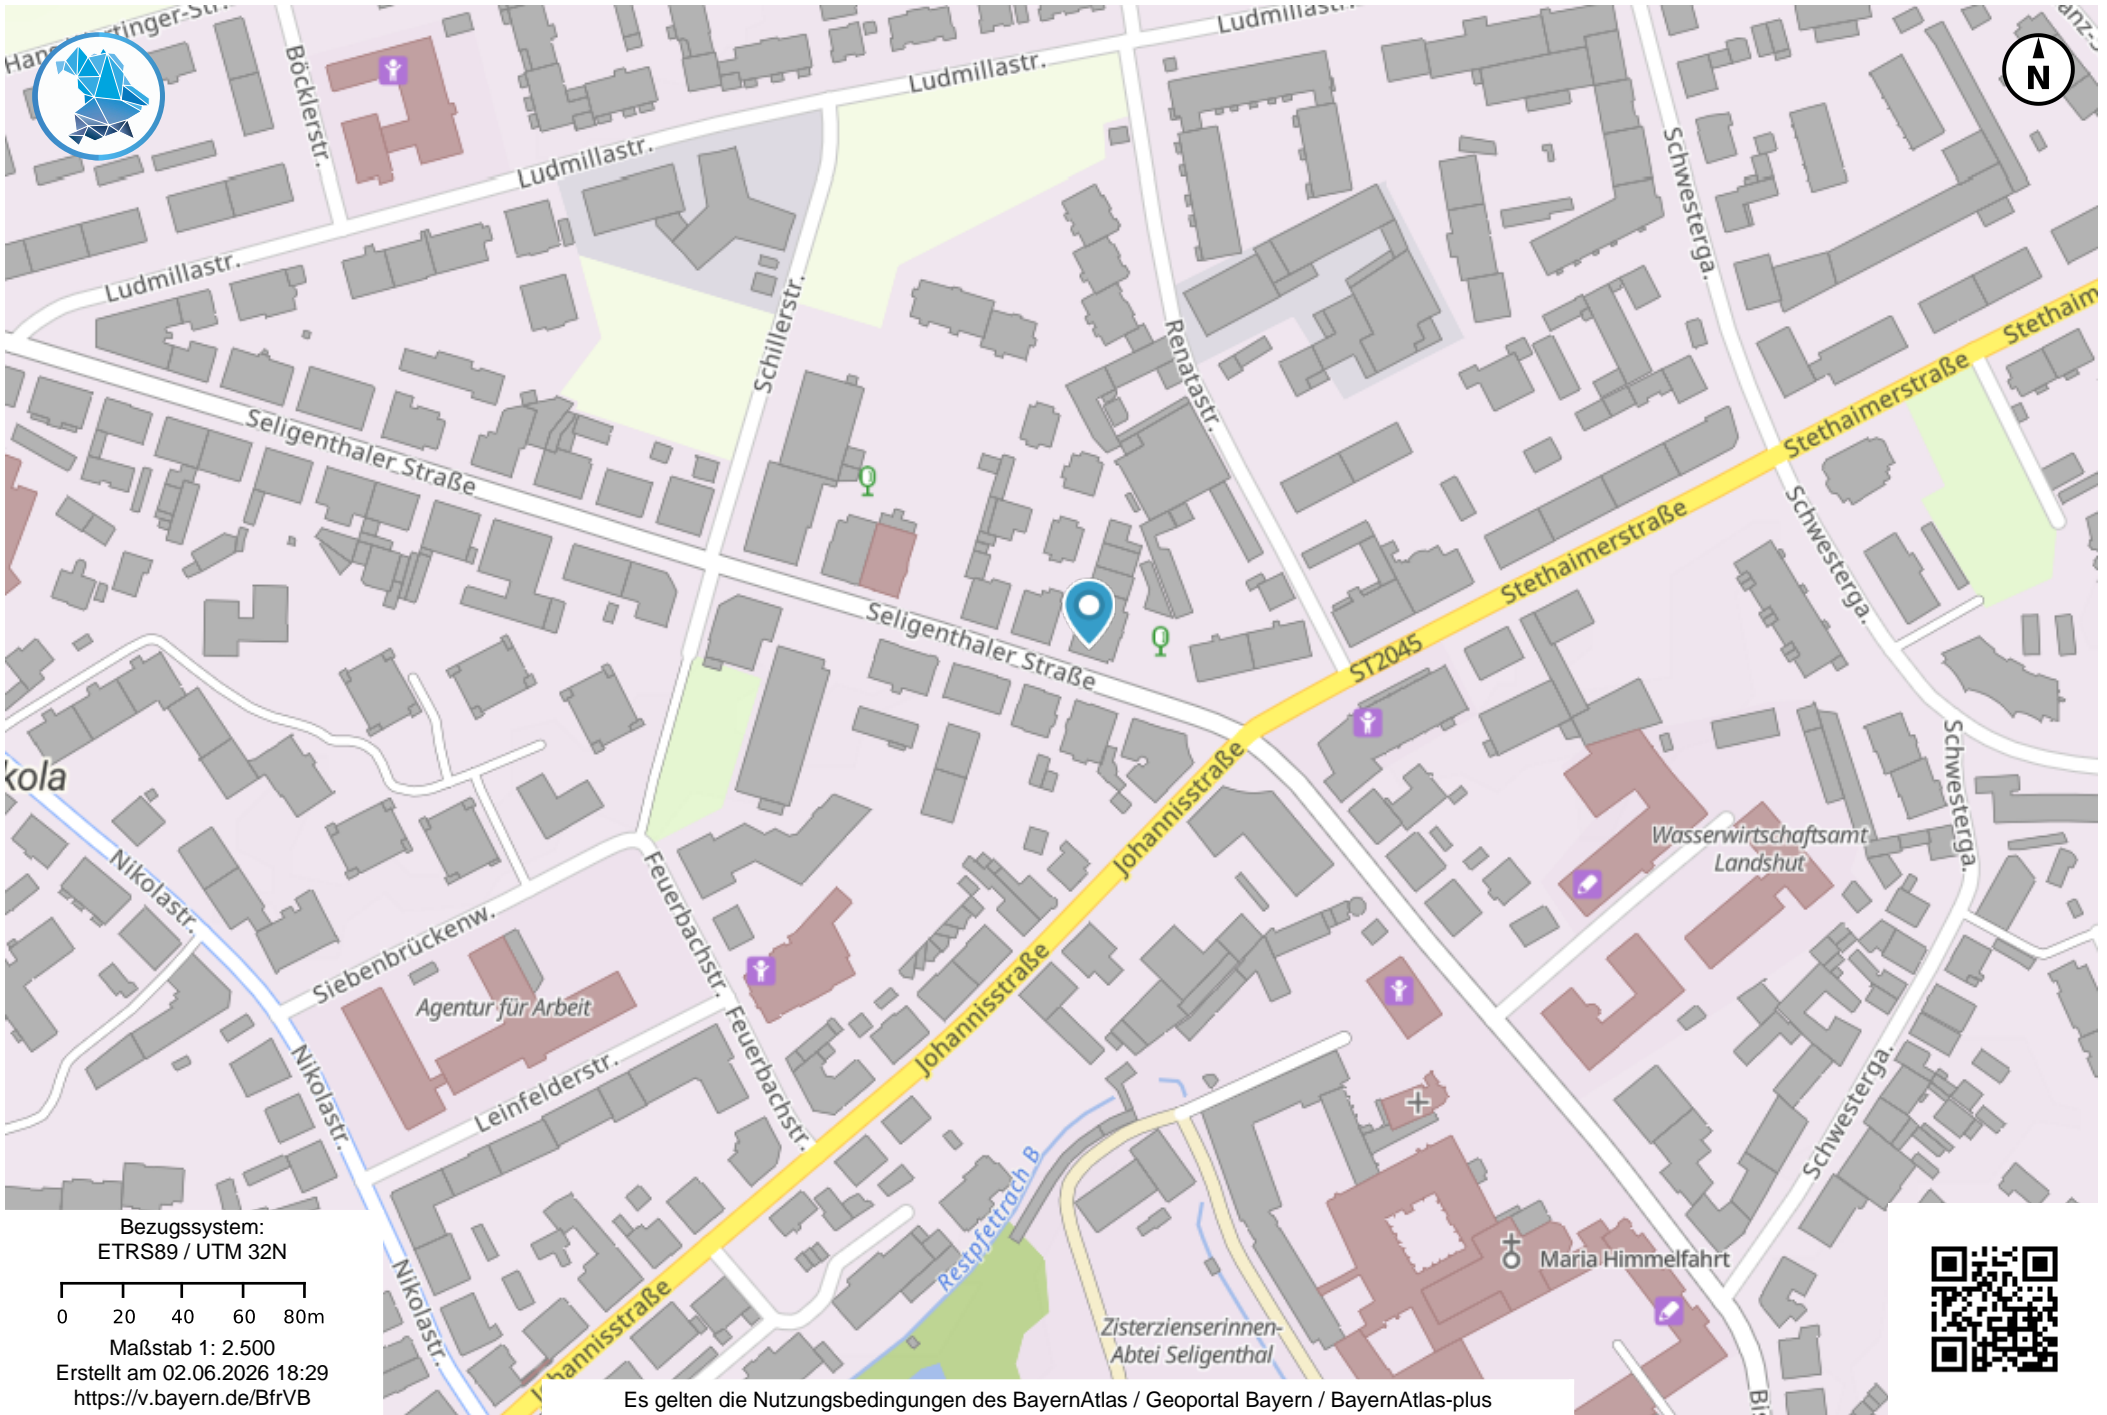 Ludmillastr.
Böcklerstr.
Ludmillastr.
Ludmillastr.
Ludmillastr.
Schillerstr.
Renatastr.
Schwesterga.
Stethaimerstraße
Seligenthaler Straße
Stethaimerstraße
Schwesterga.
Seligenthaler Straße
ST2045
kola
Nikolastr.
Feuerbachstr.
Johannisstraße
Schwesterga.
Wasserwirtschaftsamt
Landshut
Siebenbrückenw.
Agentur für Arbeit
Johannisstraße
Leinfelderstr.
Feuerbachstr.
Nikolastr.
Restpfettrach B
Schwesterga.
Maria Himmelfahrt
Nikolastr.
Johannisstraße
Zisterzienserinnen-
Abtei Seligenthal
N
Bezugssystem:
ETRS89 / UTM 32N
0 20 40 60 80m
Maßstab 1: 2.500
Erstellt am 02.06.2026 18:29
https://v.bayern.de/BfrVB
Es gelten die Nutzungsbedingungen des BayernAtlas / Geoportal Bayern / BayernAtlas-plus